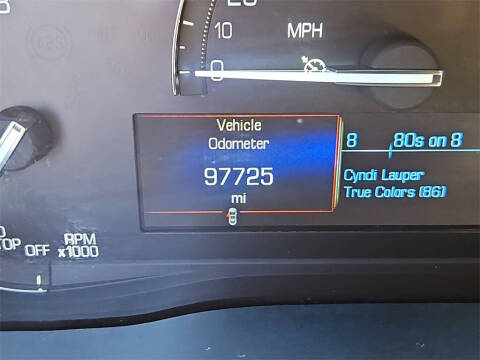 20
10
MPH
0
Vehicle
Odometer
97725
mi
8
80s on 8
Cyndi Lauper
True Colors (86)
OFF
RPM
x1000